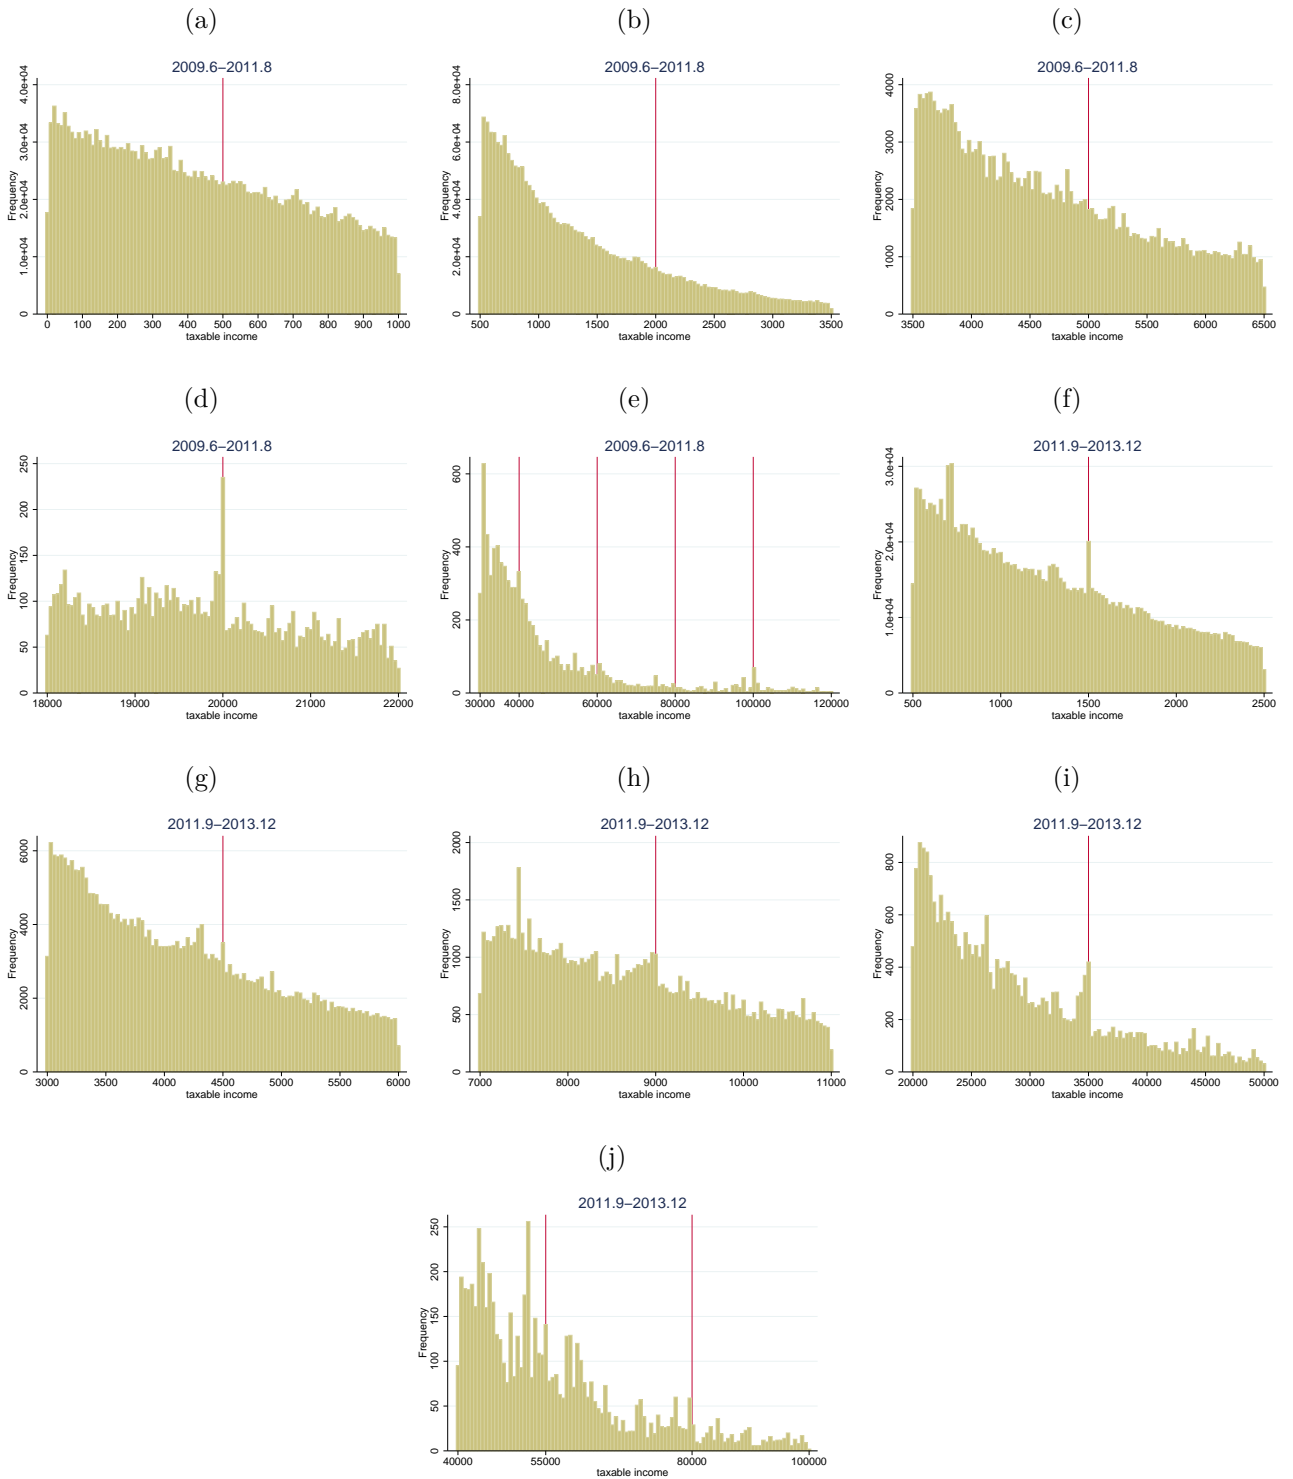 (a) (b) (c)
2009.6–2011.8 2009.6–2011.8 2009.6–2011.8
Frequency
0 1.0e+04 2.0e+04 3.0e+04 4.0e+04
0 100 200 300 400 500 600 700 800 900 1000
taxable income
Frequency
0 2.0e+04 4.0e+04 6.0e+04 8.0e+04
500 1000 1500 2000 2500 3000 3500
taxable income
Frequency
0 1000 2000 3000 4000
3500 4000 4500 5000 5500 6000 6500
taxable income
(d) (e) (f)
2009.6–2011.8 2009.6–2011.8 2011.9–2013.12
Frequency
0 50 100 150 200 250
18000 19000 20000 21000 22000
taxable income
Frequency
0 200 400 600
30000 40000 60000 80000 100000 120000
taxable income
Frequency
0 1.0e+04 2.0e+04 3.0e+04
500 1000 1500 2000 2500
taxable income
(g) (h) (i)
2011.9–2013.12 2011.9–2013.12 2011.9–2013.12
Frequency
0 2000 4000 6000
3000 3500 4000 4500 5000 5500 6000
taxable income
Frequency
0 500 1000 1500 2000
7000 8000 9000 10000 11000
taxable income
Frequency
0 200 400 600 800
20000 25000 30000 35000 40000 45000 50000
taxable income
(j)
2011.9–2013.12
Frequency
0 50 100 150 200 250
40000 55000 80000 100000
taxable income